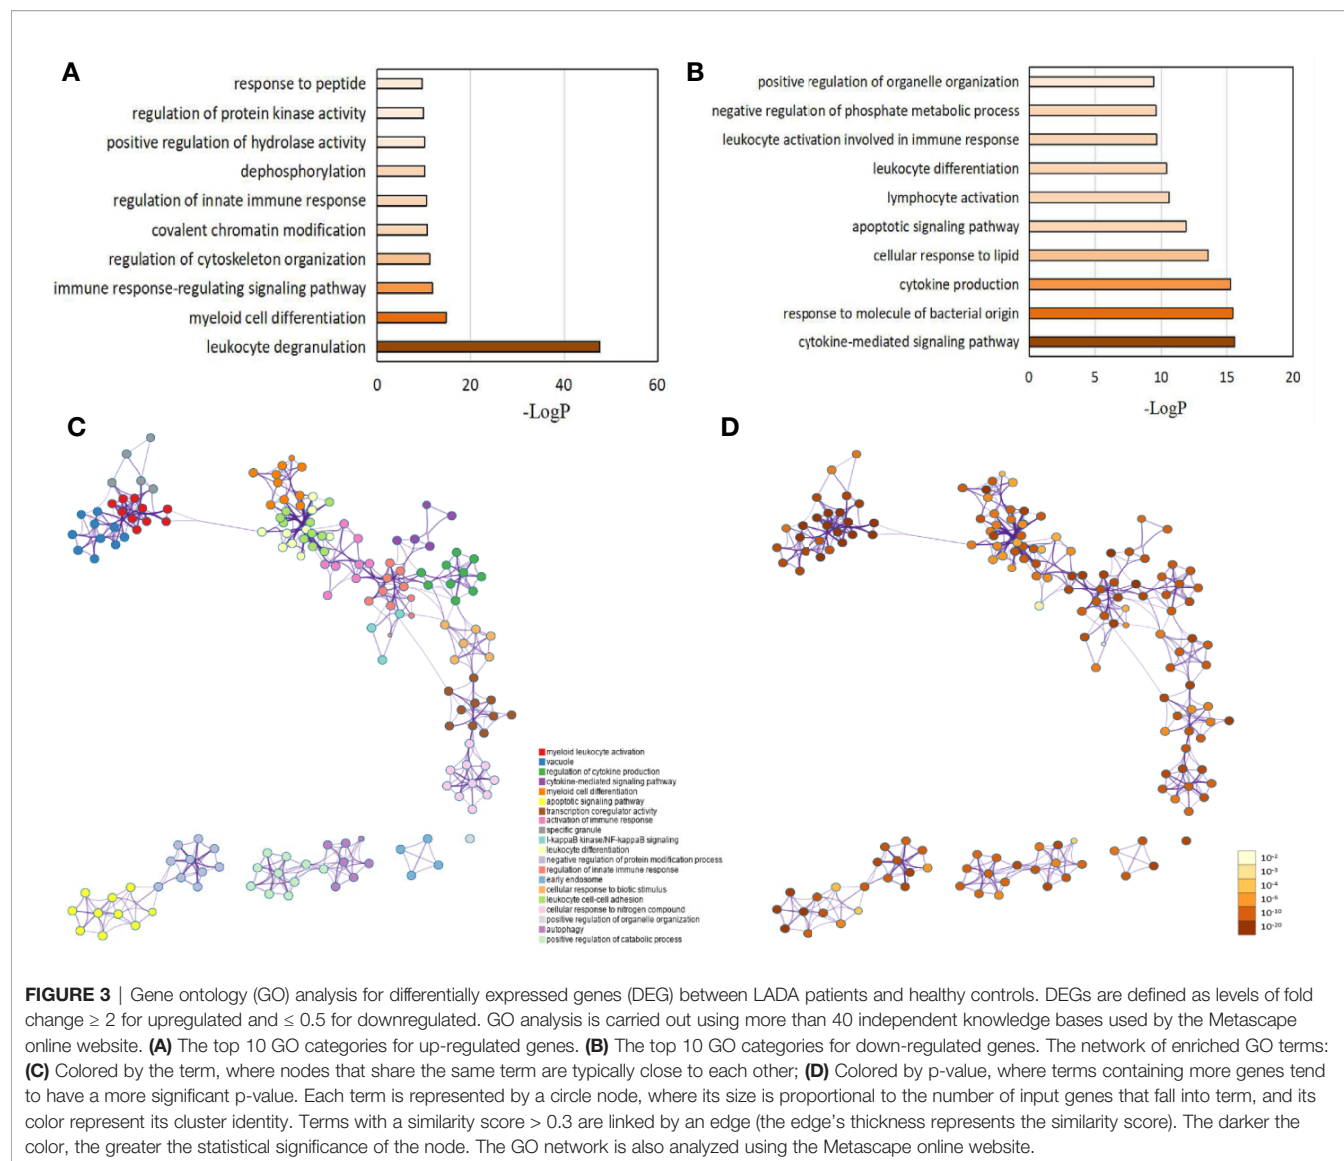 A
response to peptide
regulation of protein kinase activity
positive regulation of hydrolase activity
dephosphorylation
regulation of innate immune response
covalent chromatin modification
regulation of cytoskeleton organization
immune response-regulating signaling pathway
myeloid cell differentiation
leukocyte degranulation
0 20 40 60
-LogP
B
positive regulation of organelle organization
negative regulation of phosphate metabolic process
leukocyte activation involved in immune response
leukocyte differentiation
lymphocyte activation
apoptotic signaling pathway
cellular response to lipid
cytokine production
response to molecule of bacterial origin
cytokine-mediated signaling pathway
0 5 10 15 20
-LogP
C
myeloid leukocyte activation
vacuole
regulation of cytokine production
cytokine-mediated signaling pathway
myeloid cell differentiation
apoptotic signaling pathway
transcription coregulator activity
activation of immune response
specific granule
I-kappaB kinase/NF-kappaB signaling
leukocyte differentiation
negative regulation of protein modification process
regulation of innate immune response
early endosome
cellular response to biotic stimulus
leukocyte cell-cell adhesion
cellular response to nitrogen compound
positive regulation of organelle organization
autophagy
positive regulation of catabolic process
D
10⁻²
10⁻³
10⁻⁴
10⁻⁶
10⁻¹⁰
10⁻²⁰
FIGURE 3 | Gene ontology (GO) analysis for differentially expressed genes (DEG) between LADA patients and healthy controls. DEGs are defined as levels of fold
change ≥ 2 for upregulated and ≤ 0.5 for downregulated. GO analysis is carried out using more than 40 independent knowledge bases used by the Metascape
online website. (A) The top 10 GO categories for up-regulated genes. (B) The top 10 GO categories for down-regulated genes. The network of enriched GO terms:
(C) Colored by the term, where nodes that share the same term are typically close to each other; (D) Colored by p-value, where terms containing more genes tend
to have a more significant p-value. Each term is represented by a circle node, where its size is proportional to the number of input genes that fall into term, and its
color represent its cluster identity. Terms with a similarity score > 0.3 are linked by an edge (the edge's thickness represents the similarity score). The darker the
color, the greater the statistical significance of the node. The GO network is also analyzed using the Metascape online website.